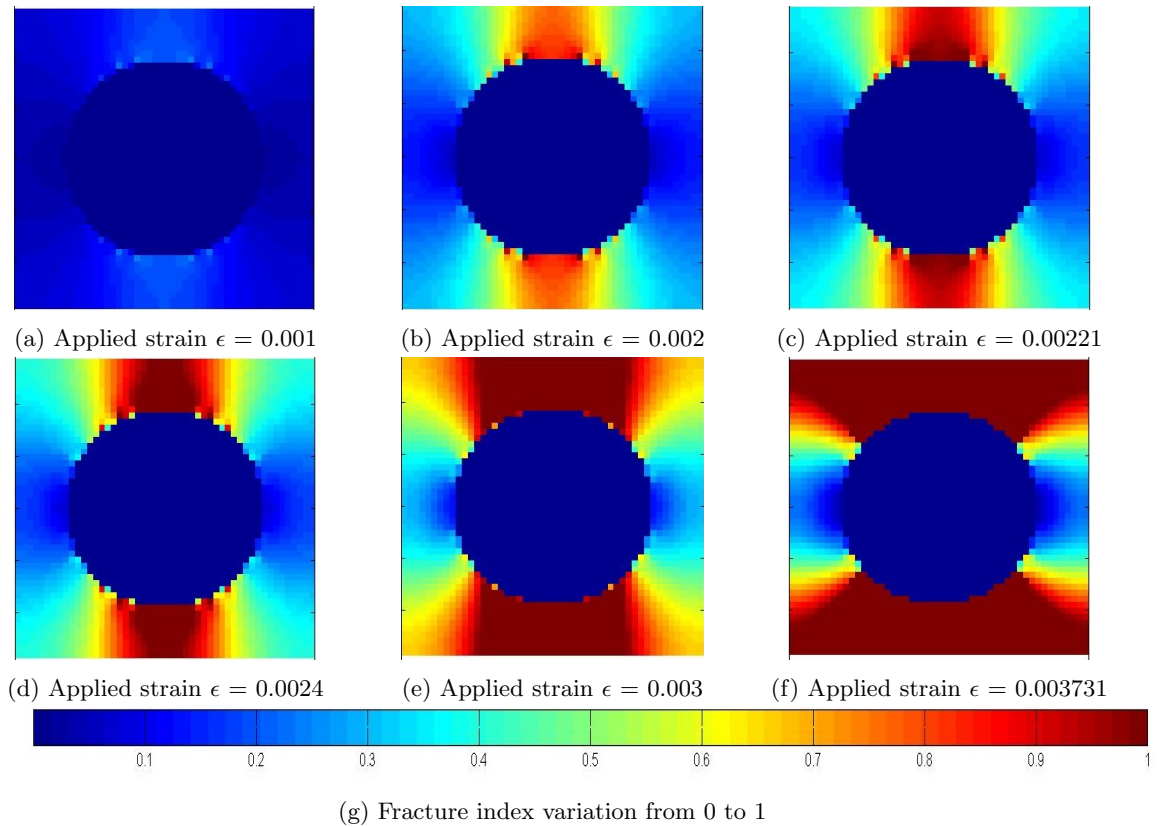 (a) Applied strain ϵ = 0.001
(b) Applied strain ϵ = 0.002
(c) Applied strain ϵ = 0.00221
(d) Applied strain ϵ = 0.0024
(e) Applied strain ϵ = 0.003
(f) Applied strain ϵ = 0.003731
0.1 0.2 0.3 0.4 0.5 0.6 0.7 0.8 0.9 1
(g) Fracture index variation from 0 to 1